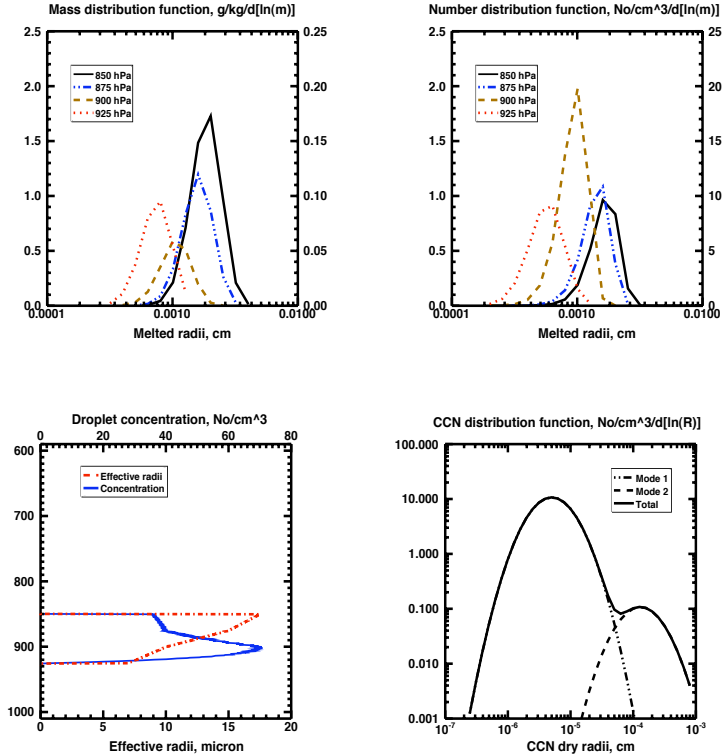 Mass distribution function, g/kg/d[ln(m)]
2.5
2.0
1.5
1.0
0.5
0.0
0.25
0.20
0.15
0.10
0.05
0.00
850 hPa
875 hPa
900 hPa
925 hPa
0.0001
0.0010
0.0100
Melted radii, cm
Number distribution function, No/cm^3/d[ln(m)]
2.5
2.0
1.5
1.0
0.5
0.0
25
20
15
10
5
0
850 hPa
875 hPa
900 hPa
925 hPa
0.0001
0.0010
0.0100
Melted radii, cm
Droplet concentration, No/cm^3
0 20 40 60 80
600
700
800
900
1000
Effective radii
Concentration
0 5 10 15 20
Effective radii, micron
CCN distribution function, No/cm^3/d[ln(R)]
100.000
10.000
1.000
0.100
0.010
0.001
Mode 1
Mode 2
Total
10-7 10-6 10-5 10-4 10-3
CCN dry radii, cm